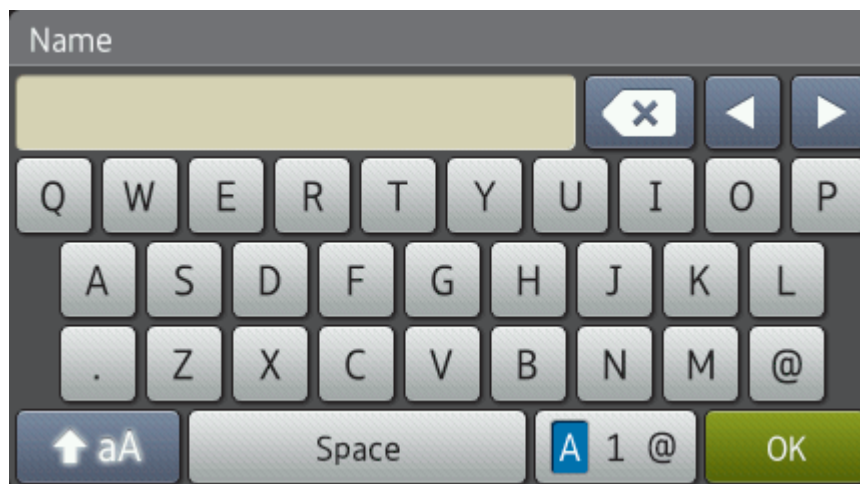 Name
Q W E R T Y U I O P
A S D F G H J K L
. Z X C V B N M @
aA Space A 1 @ OK